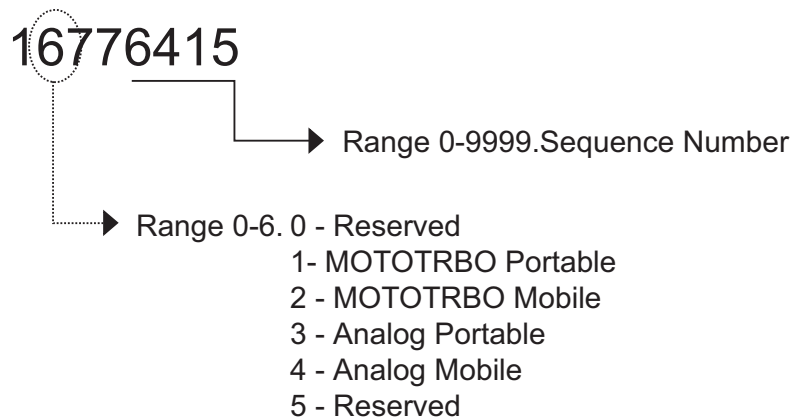 16776415
Range 0-9999.Sequence Number
Range 0-6. 0 - Reserved
1- MOTOTRBO Portable
2 - MOTOTRBO Mobile
3 - Analog Portable
4 - Analog Mobile
5 - Reserved